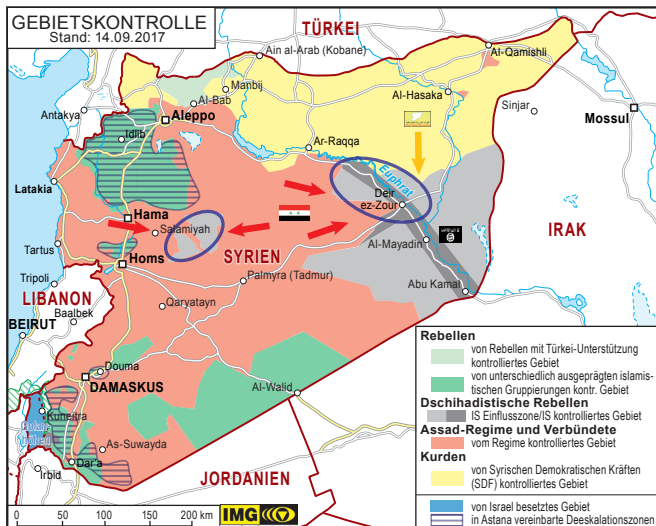 GEBIETSKONTROLLE
Stand: 14.09.2017
TÜRKEI
Ain al-Arab (Kobane)
Al-Qamishli
Manbij
Al-Bab
Al-Hasaka
Sinjar
Mossul
Antakya
Aleppo
Idlib
Ar-Raqqa
Euphrat
Latakia
Deir
ez-Zour
Hama
Salamiyah
IRAK
Tartus
SYRIEN
Al-Mayadin
Homs
Tripoli
Palmyra (Tadmur)
Abu Kamal
LIBANON
Qaryatayn
Baalbek
BEIRUT
Douma
DAMASKUS
Al-Walid
Kuneitra
Golan
höhen
As-Suwayda
Dar'a
Irbid
JORDANIEN
0 50 100 150 200 km
IMG
Rebellen
von Rebellen mit Türkei-Unterstützung
kontrolliertes Gebiet
von unterschiedlich ausgeprägten islamis-
tischen Gruppierungen kontr. Gebiet
Dschihadistische Rebellen
IS Einflusszone/IS kontrolliertes Gebiet
Assad-Regime und Verbündete
vom Regime kontrolliertes Gebiet
Kurden
von Syrischen Demokratischen Kräften
(SDF) kontrolliertes Gebiet
von Israel besetztes Gebiet
in Astana vereinbarte Deeskalationszonen